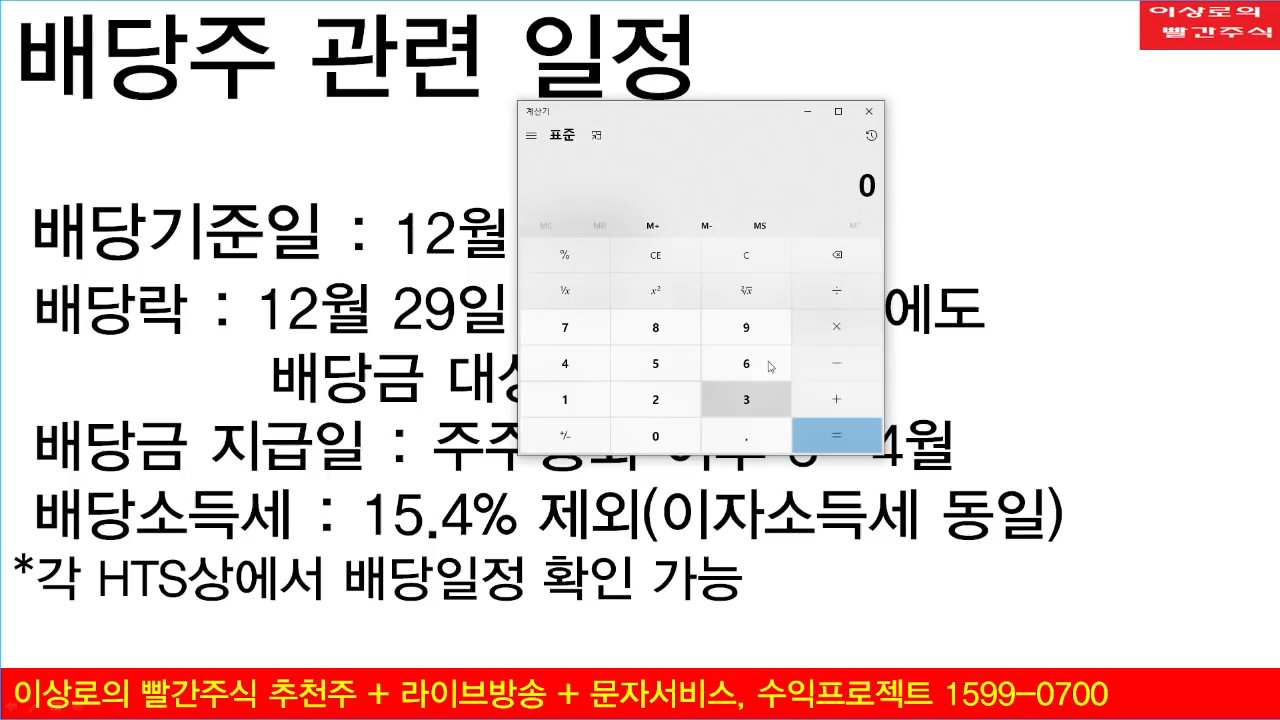 배당주 관련 일정
이상로의
빨간주식
배당기준일 : 12월
배당락 : 12월 29일
에도
배당금 대상
배당금 지급일 : 주주
4월
배당소득세 : 15.4% 제외(이자소득세 동일)
*각 HTS상에서 배당일정 확인 가능
계산기
표준
0
MC MR M+ M- MS M˅
% CE C
¹/x x² ²√x ÷
7 8 9 ×
4 5 6 −
1 2 3 +
+/− 0 . =
이상로의 빨간주식 추천주 + 라이브방송 + 문자서비스, 수익프로젝트 1599-0700